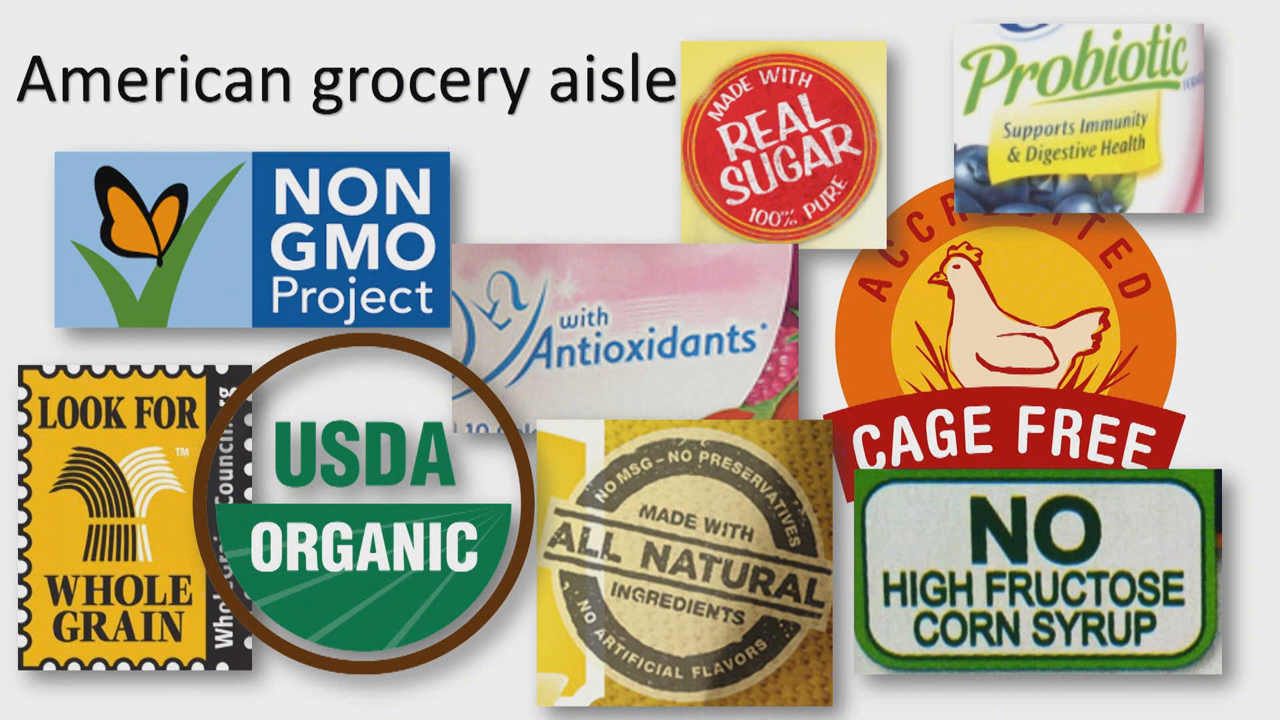 American grocery aisle
MADE WITH
REAL
SUGAR
100% PURE
Probiotic
Supports Immunity
& Digestive Health
NON
GMO
Project
with
Antioxidants*
ACCREDITED
CAGE FREE
LOOK FOR
TM
WHOLE
GRAIN
USDA
ORGANIC
NO MSG - NO PRESERVATIVES
MADE WITH
ALL NATURAL
INGREDIENTS
NO ARTIFICIAL FLAVORS
NO
HIGH FRUCTOSE
CORN SYRUP